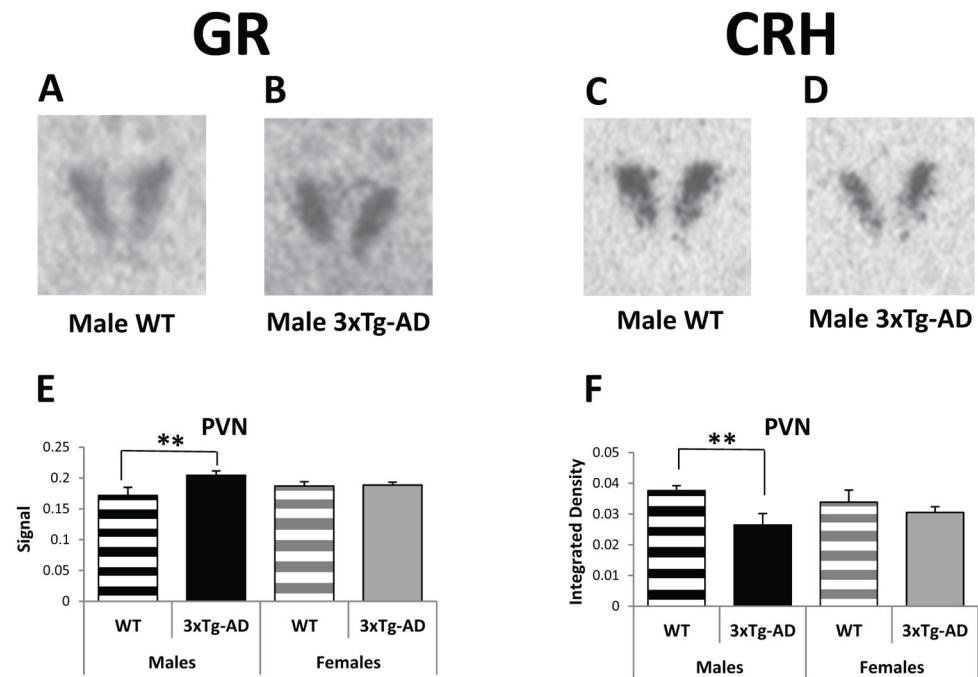 GR
CRH
A
B
C
D
Male WT
Male 3xTg-AD
Male WT
Male 3xTg-AD
E
PVN
**
0.25
0.2
0.15
0.1
0.05
0
Signal
WT
3xTg-AD
WT
3xTg-AD
Males
Females
F
PVN
**
0.05
0.04
0.03
0.02
0.01
0
Integrated Density
WT
3xTg-AD
WT
3xTg-AD
Males
Females